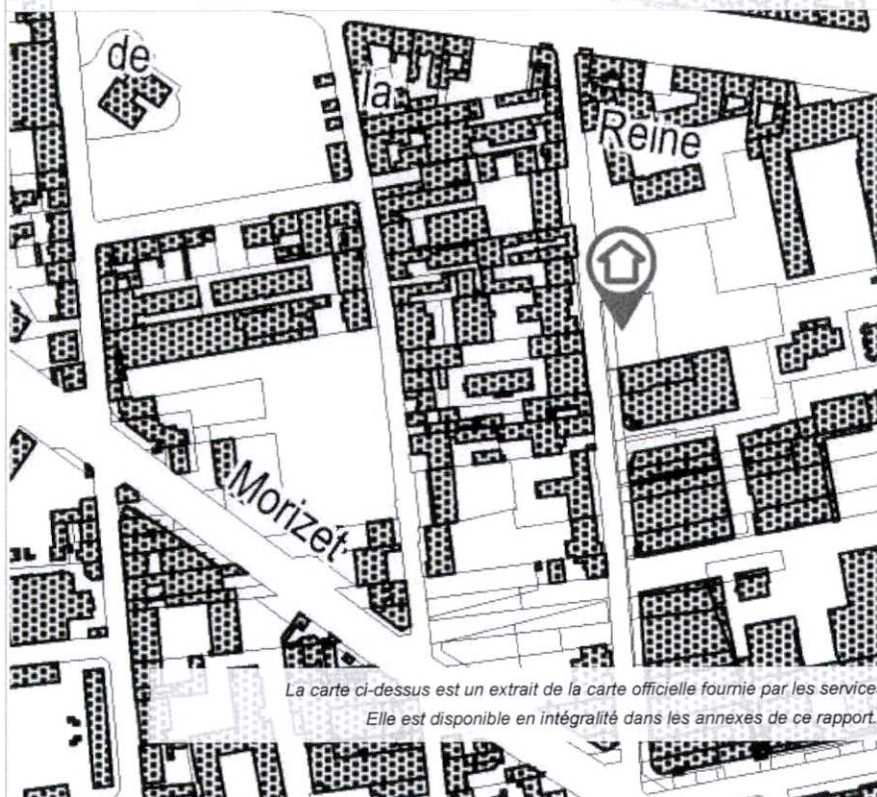 de
la
Reine
Morizet
La carte ci-dessus est un extrait de la carte officielle fournie par les service
Elle est disponible en intégralité dans les annexes de ce rapport.